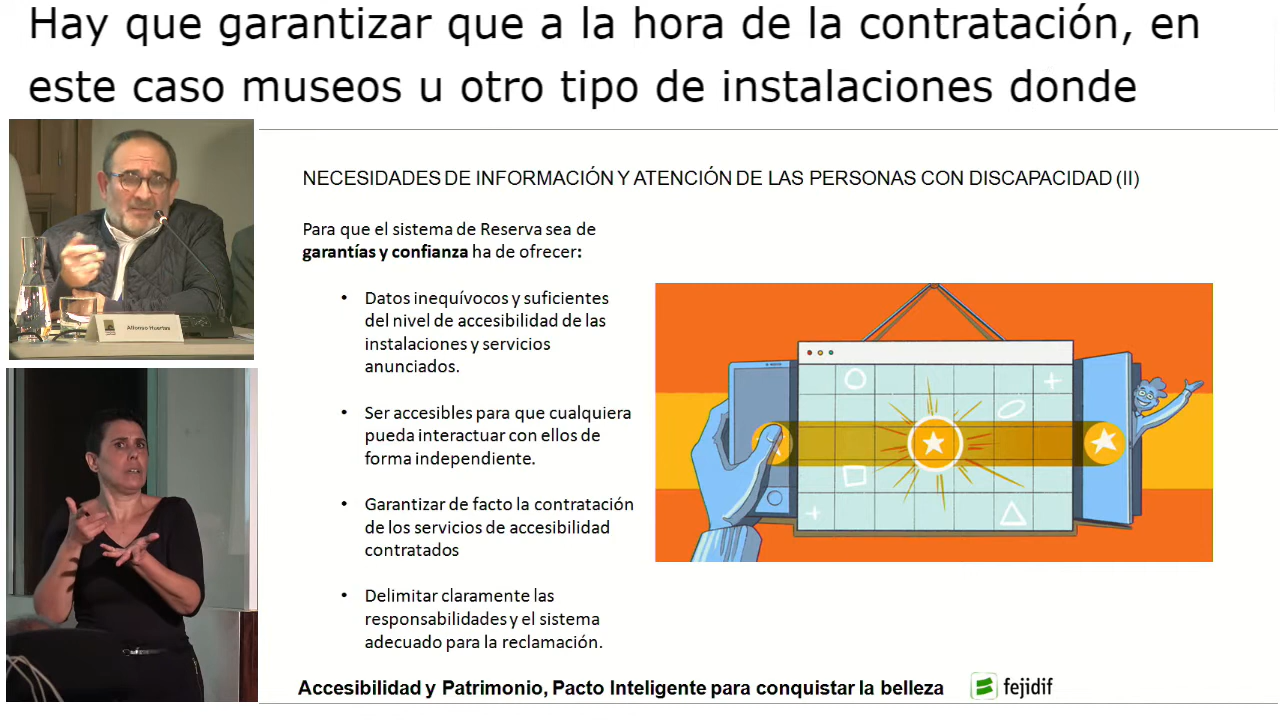 Hay que garantizar que a la hora de la contratación, en
este caso museos u otro tipo de instalaciones donde
NECESIDADES DE INFORMACIÓN Y ATENCIÓN DE LAS PERSONAS CON DISCAPACIDAD (II)
Para que el sistema de Reserva sea de
garantías y confianza ha de ofrecer:
• Datos inequívocos y suficientes
del nivel de accesibilidad de las
instalaciones y servicios
anunciados.
• Ser accesibles para que cualquiera
pueda interactuar con ellos de
forma independiente.
• Garantizar de facto la contratación
de los servicios de accesibilidad
contratados
• Delimitar claramente las
responsabilidades y el sistema
adecuado para la reclamación.
Accesibilidad y Patrimonio, Pacto Inteligente para conquistar la belleza
fejidif
Alfonso Huertas